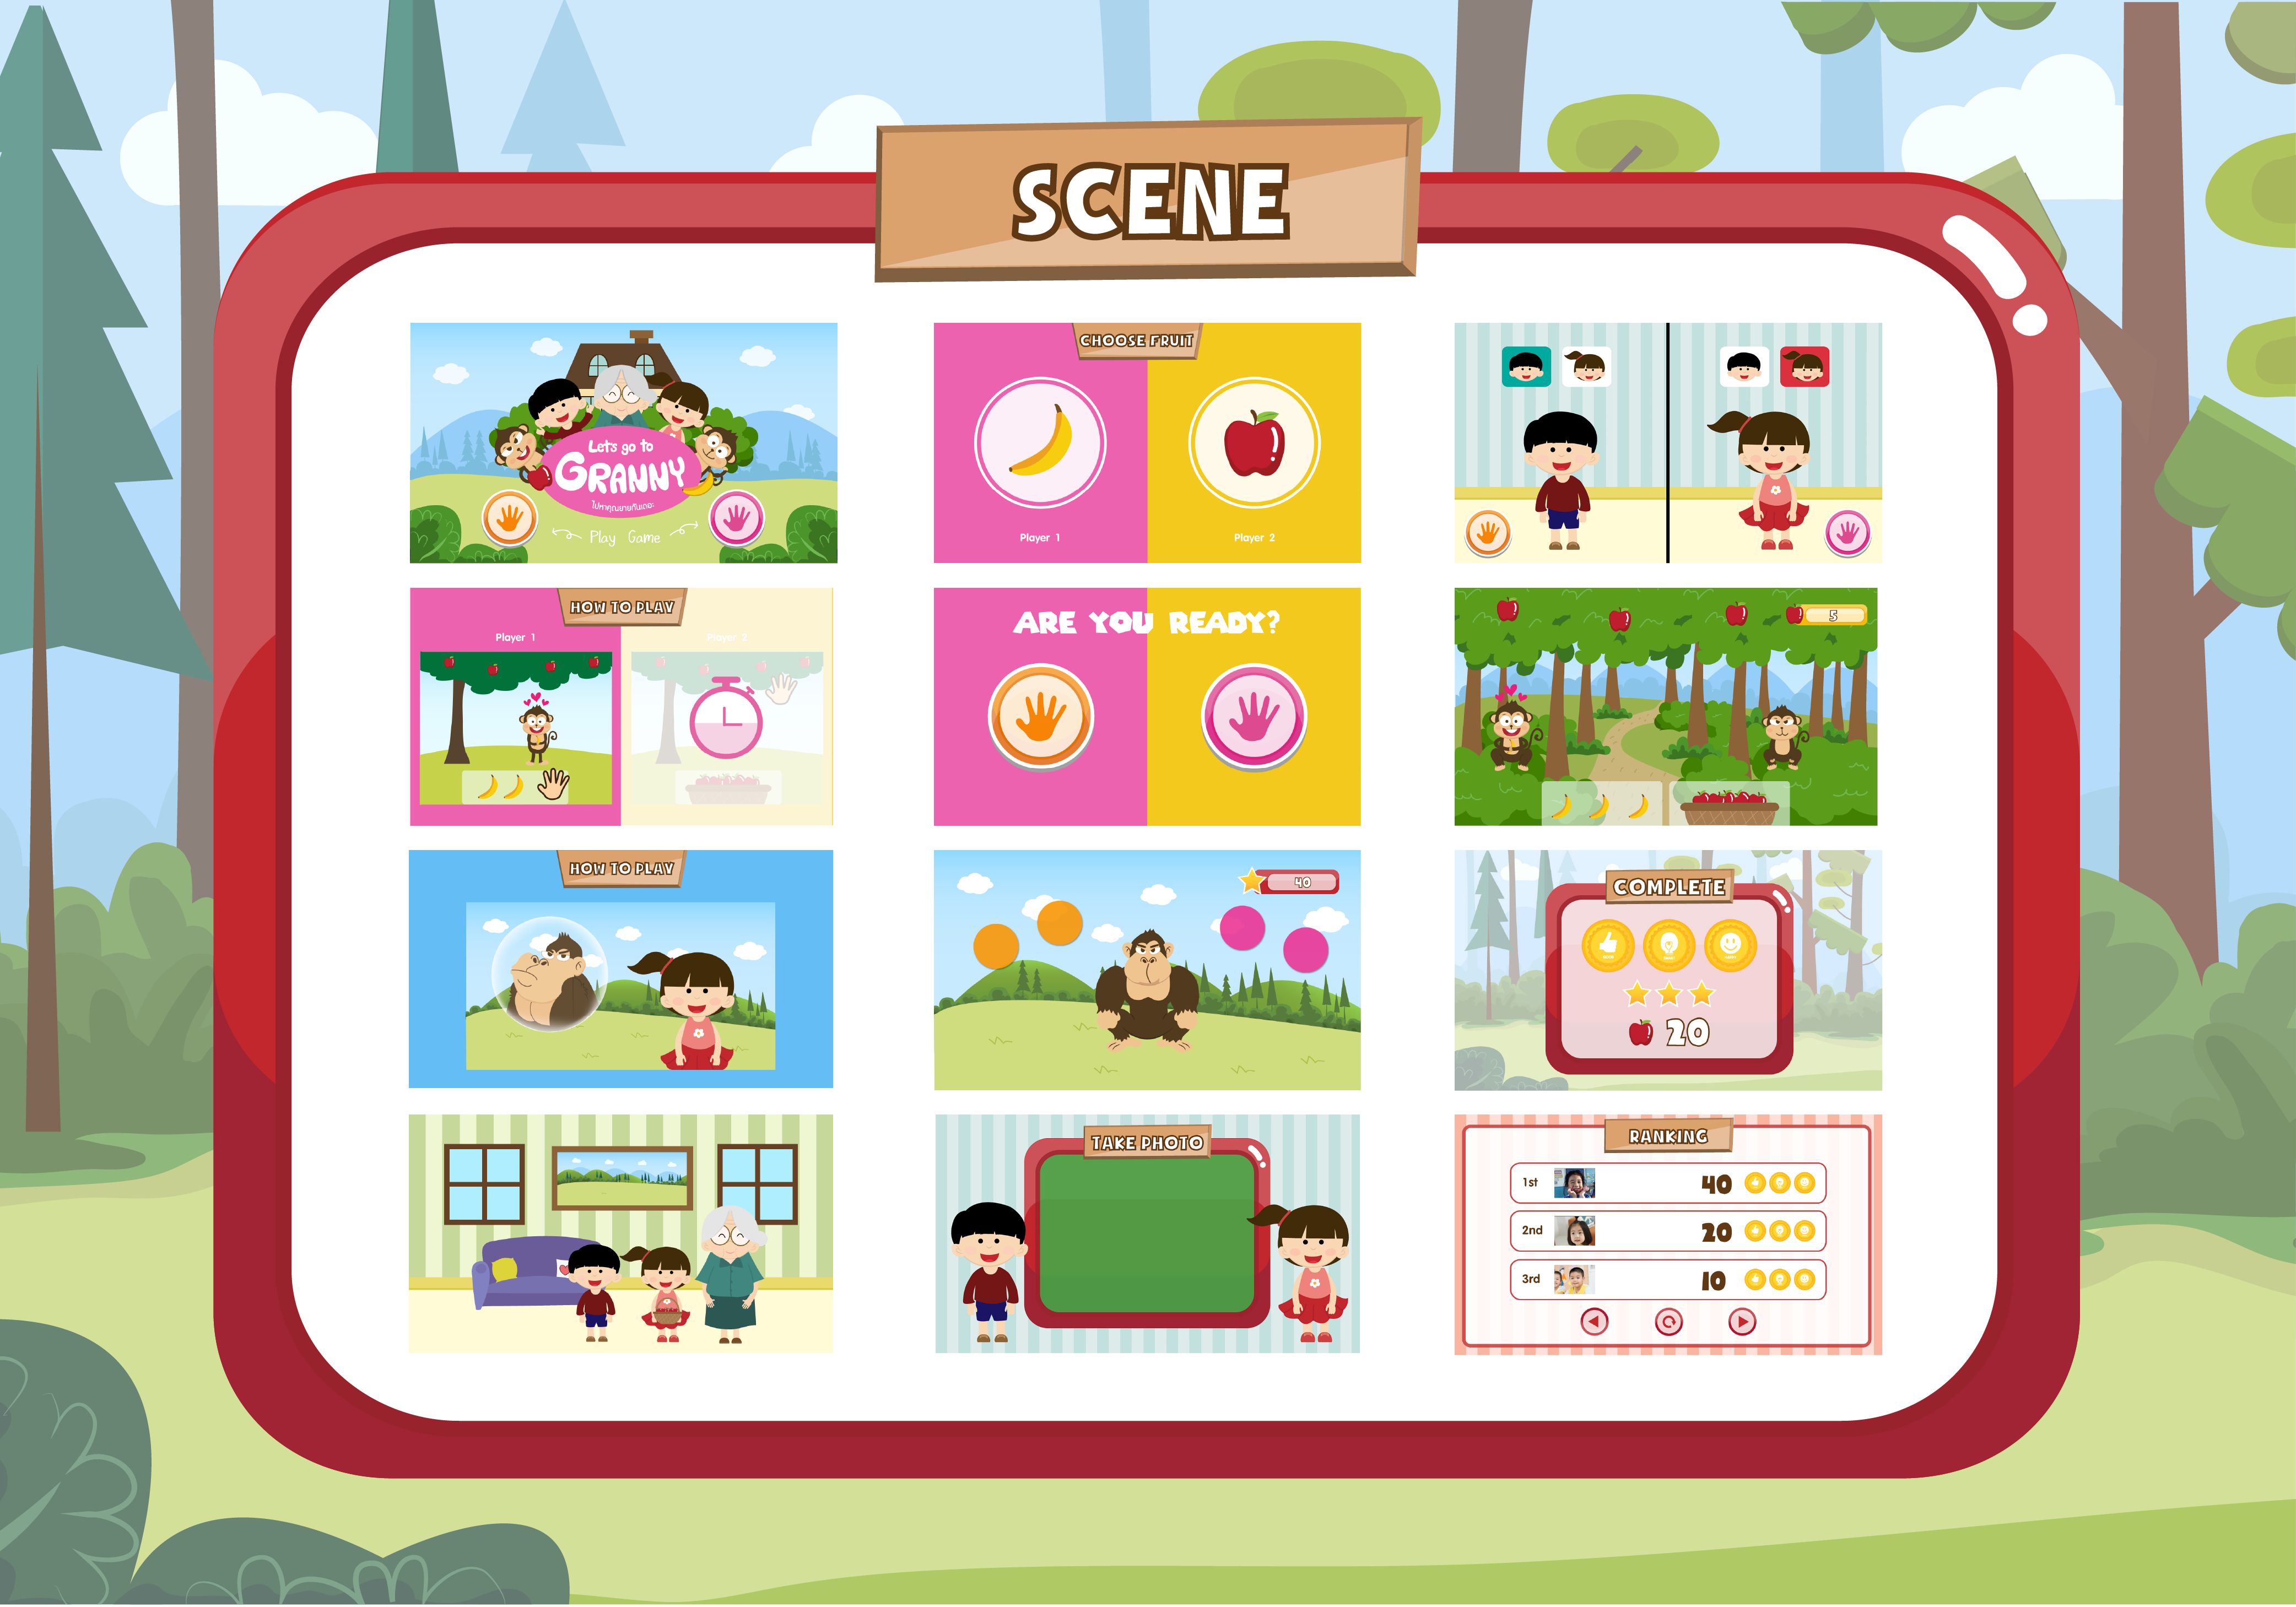 SCENE
Let's go to
GRANNY
ไปหาคุณยายกันเถอะ
Play Game
CHOOSE FRUIT
Player 1
Player 2
HOW TO PLAY
Player 1
Player 2
ARE YOU READY?
5
HOW TO PLAY
40
COMPLETE
20
TAKE PHOTO
RANKING
1st 40
2nd 20
3rd 10